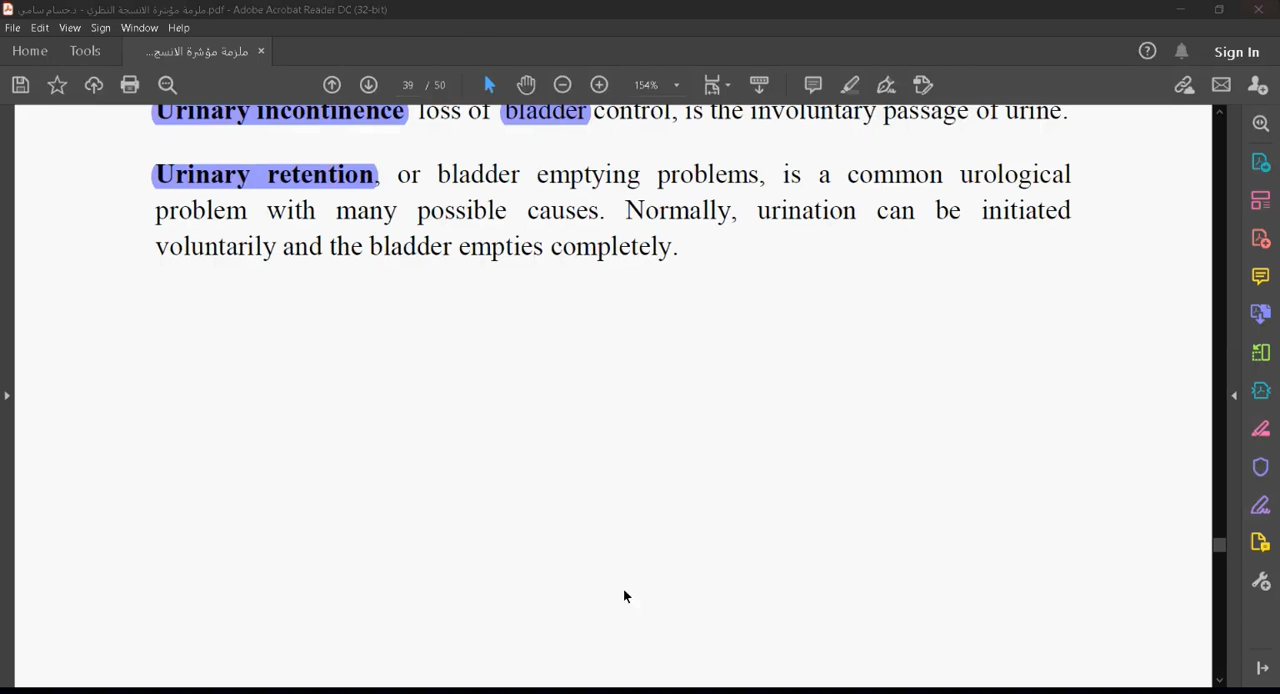 ملزمة مؤشرة الانسجة النظري - د.حسام سامي.pdf - Adobe Acrobat Reader DC (32-bit)
File Edit View Sign Window Help
Home Tools ملزمة مؤشرة الانسج... × Sign In
39 / 50 154%
Urinary incontinence loss of bladder control, is the involuntary passage of urine.
Urinary retention, or bladder emptying problems, is a common urological
problem with many possible causes. Normally, urination can be initiated
voluntarily and the bladder empties completely.